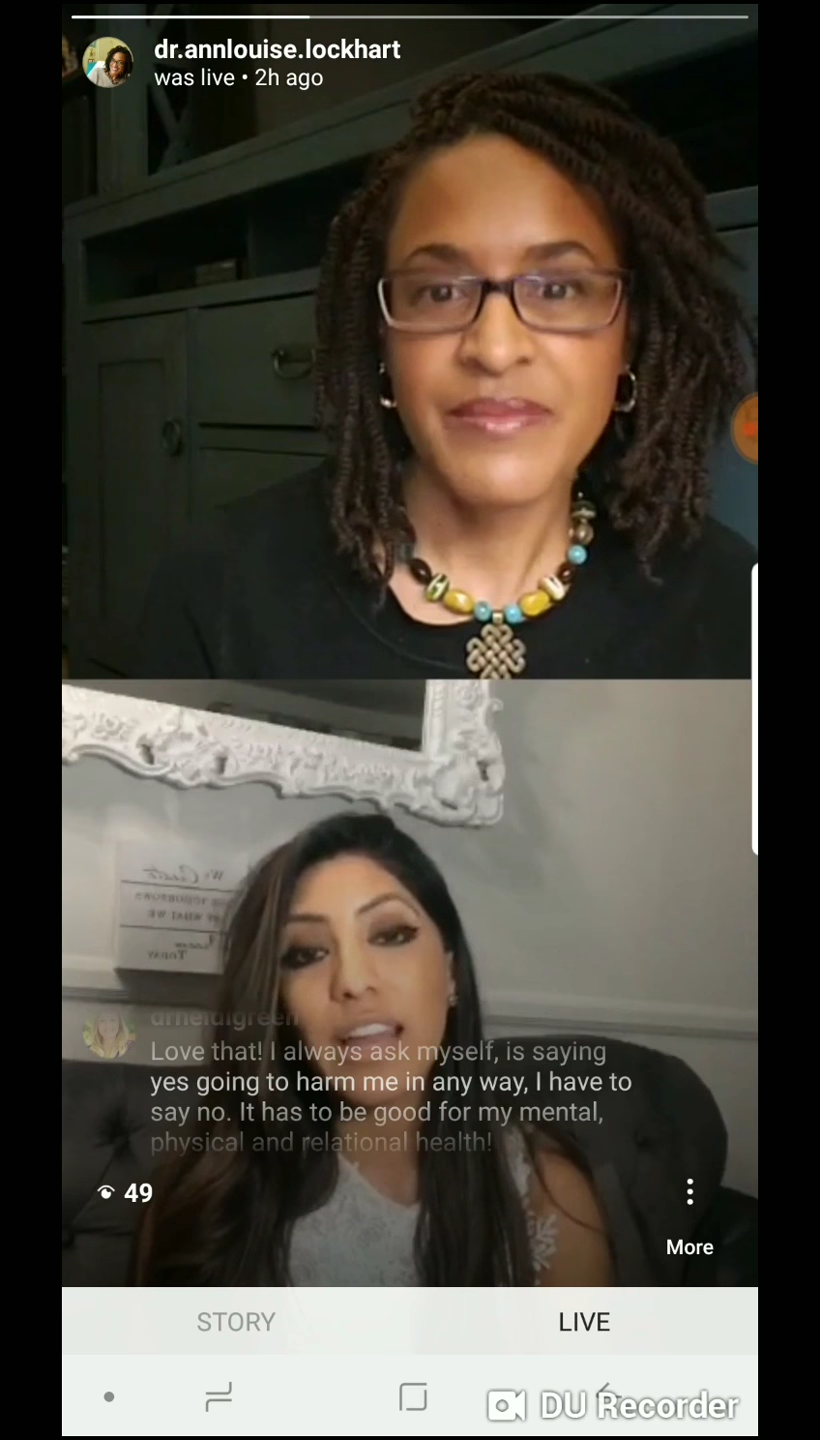 dr.annlouise.lockhart
was live • 2h ago
drheidigreen
Love that! I always ask myself, is saying
yes going to harm me in any way, I have to
say no. It has to be good for my mental,
physical and relational health!
49
More
STORY
LIVE
DU Recorder